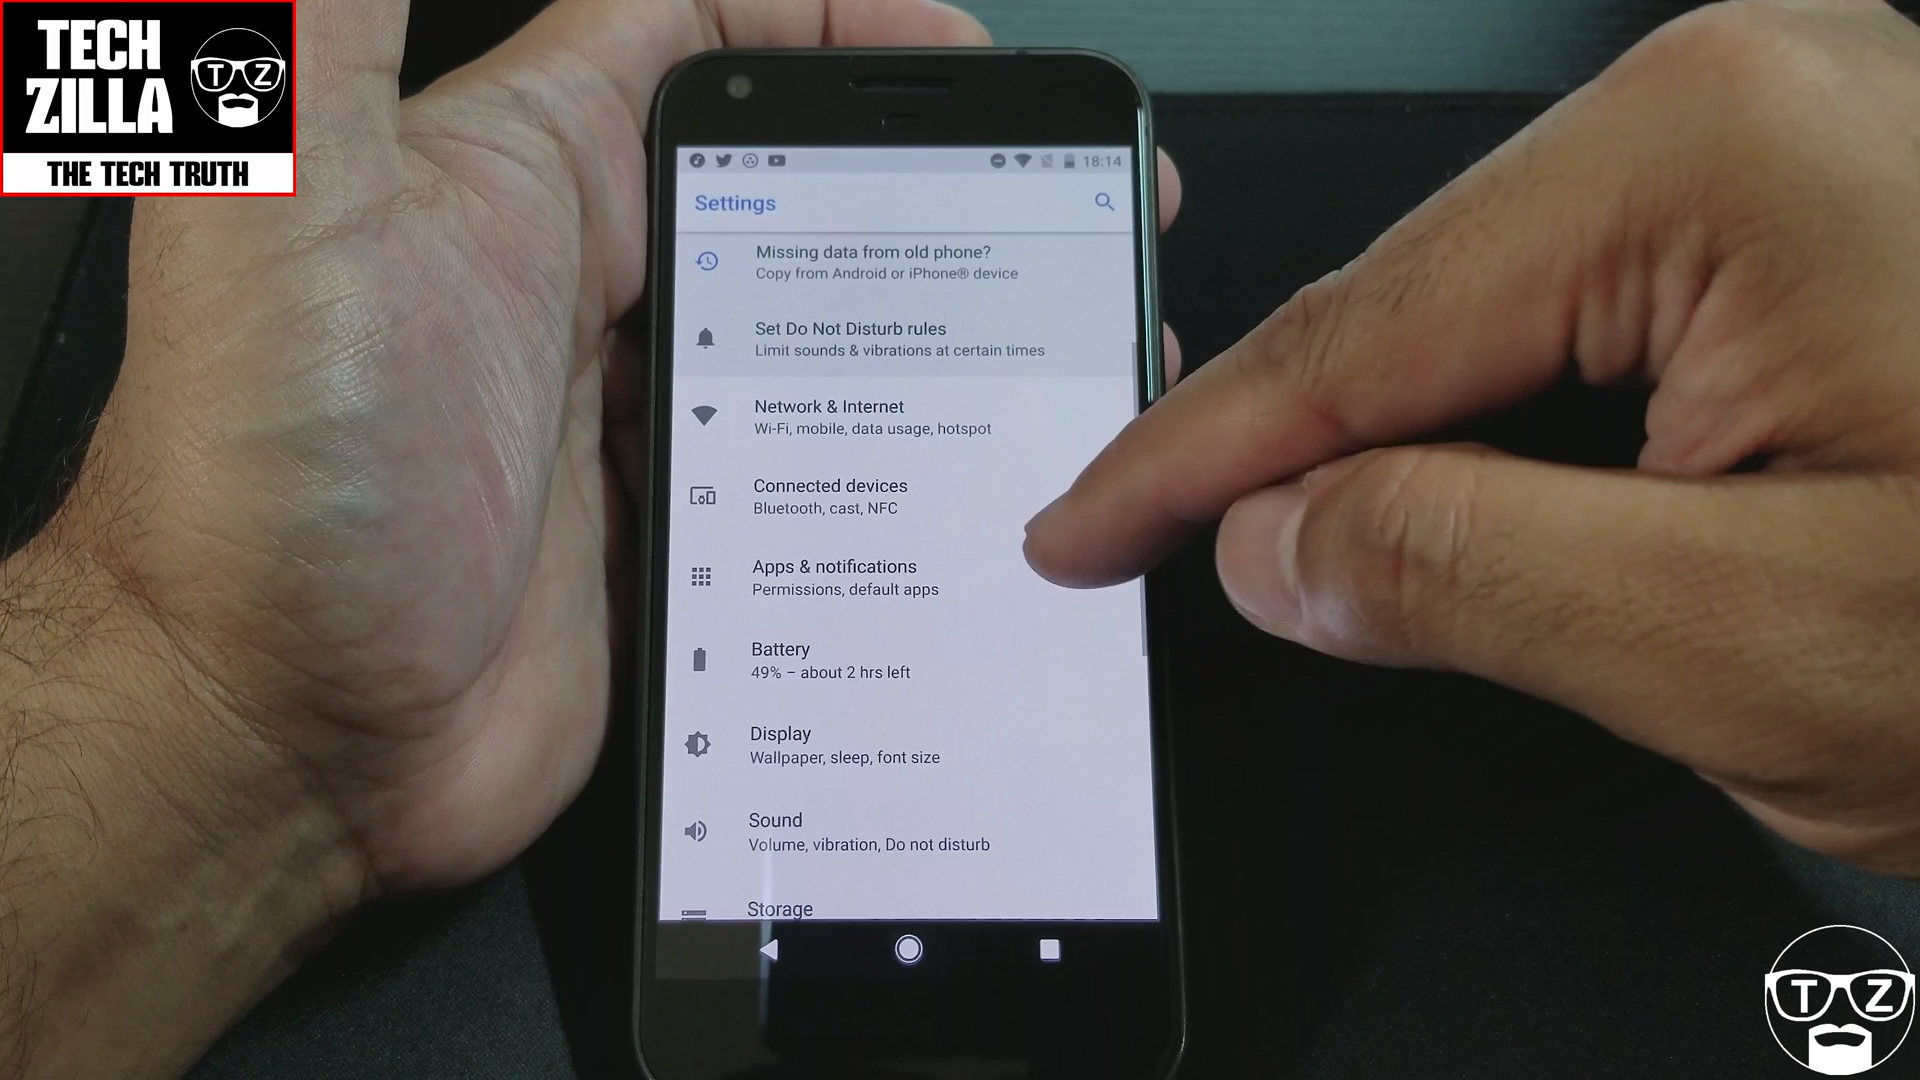 TECH
ZILLA
T Z
THE TECH TRUTH
18:14
Settings
Missing data from old phone?
Copy from Android or iPhone® device
Set Do Not Disturb rules
Limit sounds & vibrations at certain times
Network & Internet
Wi-Fi, mobile, data usage, hotspot
Connected devices
Bluetooth, cast, NFC
Apps & notifications
Permissions, default apps
Battery
49% – about 2 hrs left
Display
Wallpaper, sleep, font size
Sound
Volume, vibration, Do not disturb
Storage
T Z